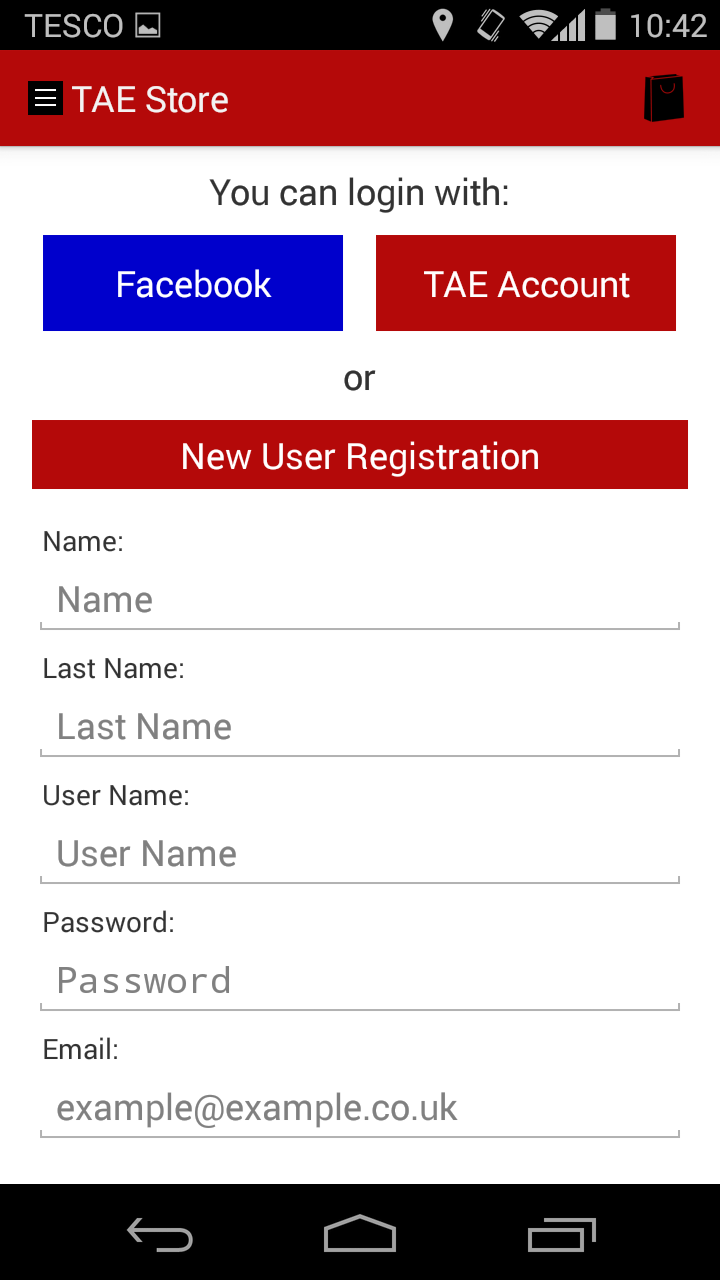 TESCO 10:42
TAE Store
You can login with:
Facebook TAE Account
or
New User Registration
Name:
Name
Last Name:
Last Name
User Name:
User Name
Password:
Password
Email:
example@example.co.uk